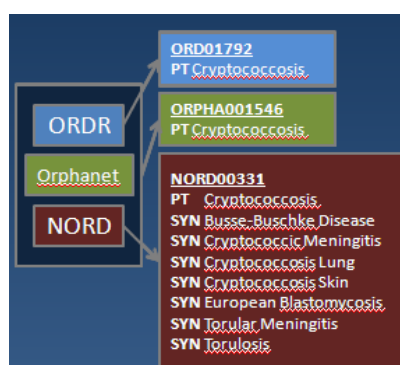 ORDR
Orphanet
NORD
ORD01792
PT Cryptococcosis
ORPHA001546
PT Cryptococcosis
NORD00331
PT Cryptococcosis
SYN Busse-Buschke Disease
SYN Cryptococcic Meningitis
SYN Cryptococcosis Lung
SYN Cryptococcosis Skin
SYN European Blastomycosis
SYN Torular Meningitis
SYN Torulosis